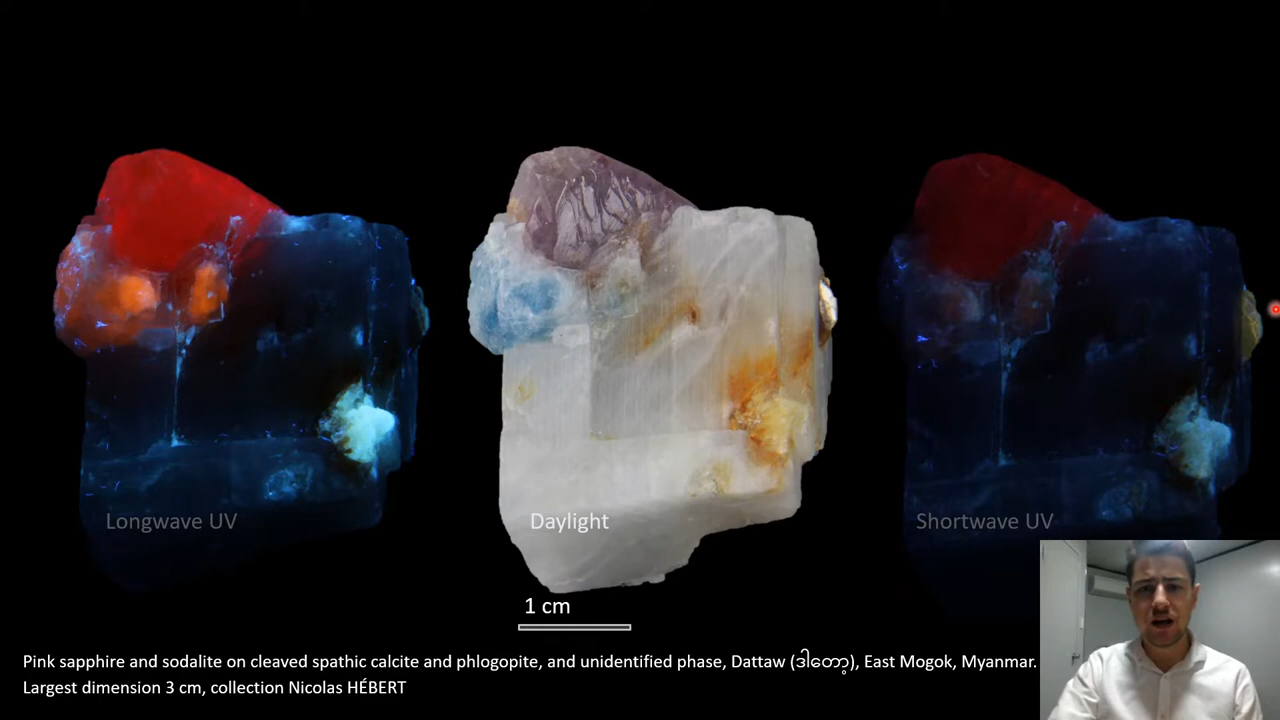 Longwave UV
Daylight
Shortwave UV
1 cm
Pink sapphire and sodalite on cleaved spathic calcite and phlogopite, and unidentified phase, Dattaw (ဒါတော့), East Mogok, Myanmar.
Largest dimension 3 cm, collection Nicolas HÉBERT